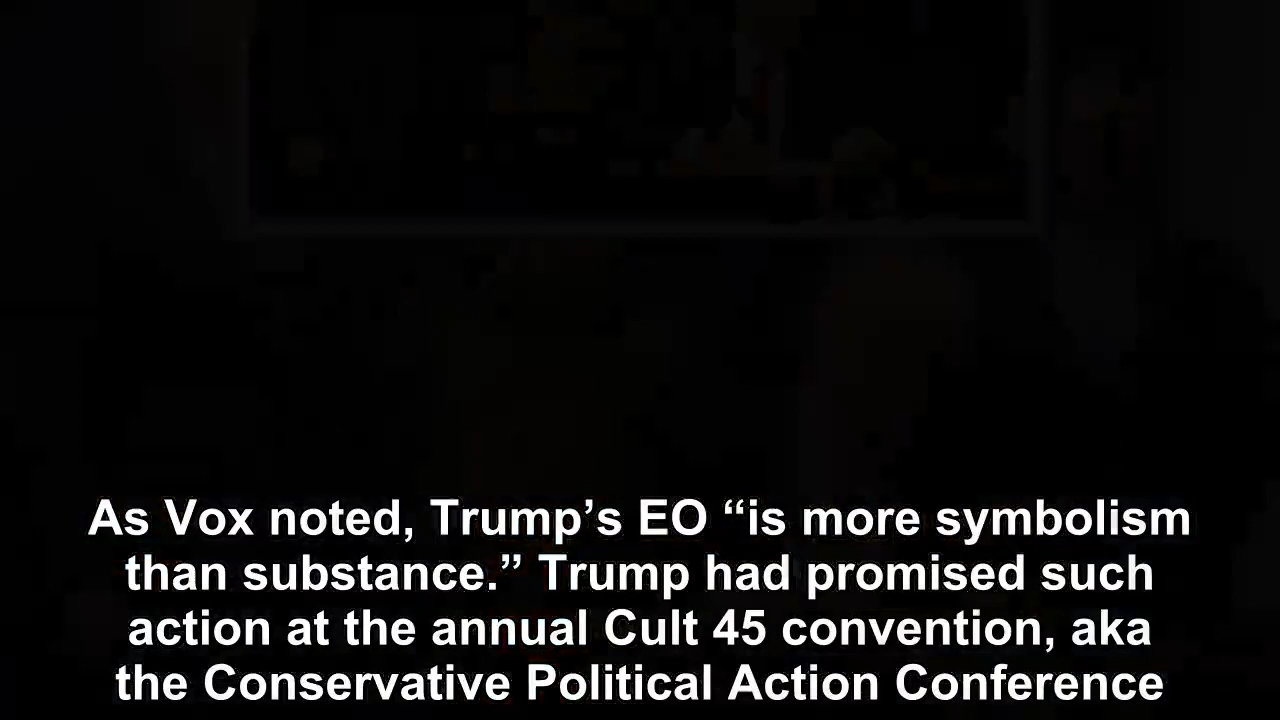 As Vox noted, Trump’s EO “is more symbolism
than substance.” Trump had promised such
action at the annual Cult 45 convention, aka
the Conservative Political Action Conference